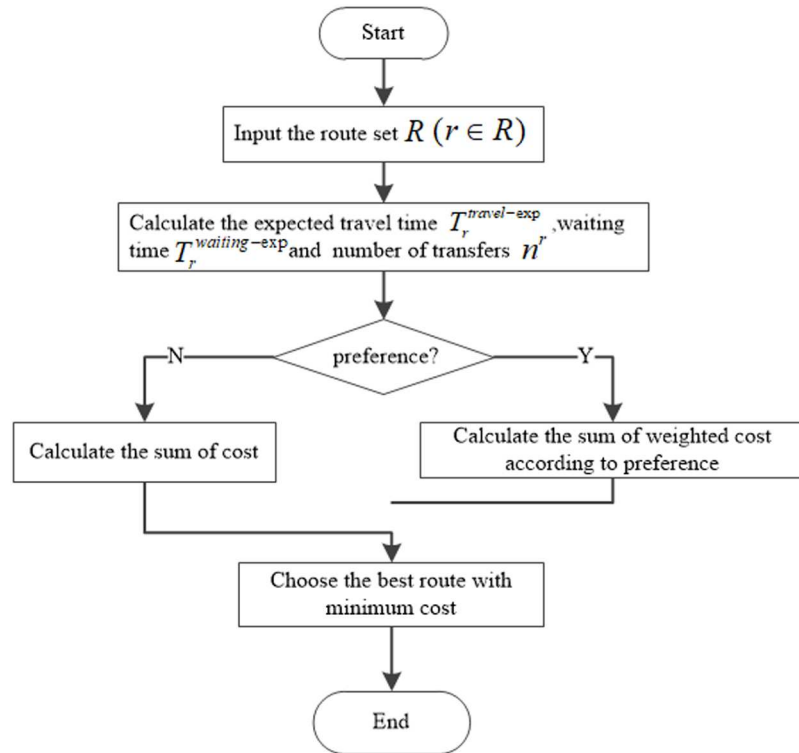 Start
Input the route set R (r ∈ R)
Calculate the expected travel time T_r^{travel-exp} ,waiting
time T_r^{waiting-exp} and number of transfers n^r
preference?
N
Y
Calculate the sum of cost
Calculate the sum of weighted cost
according to preference
Choose the best route with
minimum cost
End